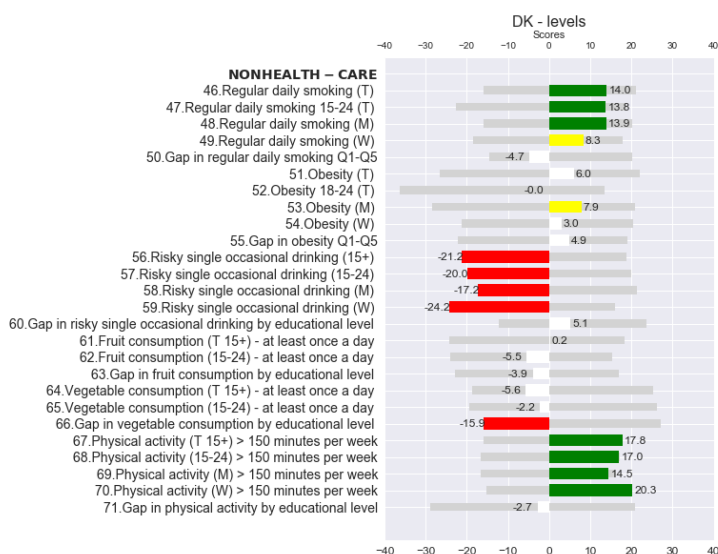 DK - levels
Scores
−40 −30 −20 −10 0 10 20 30 40
NONHEALTH – CARE
46.Regular daily smoking (T) 14.0
47.Regular daily smoking 15-24 (T) 13.8
48.Regular daily smoking (M) 13.9
49.Regular daily smoking (W) 8.3
50.Gap in regular daily smoking Q1-Q5 -4.7
51.Obesity (T) 6.0
52.Obesity 18-24 (T) -0.0
53.Obesity (M) 7.9
54.Obesity (W) 3.0
55.Gap in obesity Q1-Q5 4.9
56.Risky single occasional drinking (15+) -21.2
57.Risky single occasional drinking (15-24) -20.0
58.Risky single occasional drinking (M) -17.2
59.Risky single occasional drinking (W) -24.2
60.Gap in risky single occasional drinking by educational level 5.1
61.Fruit consumption (T 15+) - at least once a day 0.2
62.Fruit consumption (15-24) - at least once a day -5.5
63.Gap in fruit consumption by educational level -3.9
64.Vegetable consumption (T 15+) - at least once a day -5.6
65.Vegetable consumption (15-24) - at least once a day -2.2
66.Gap in vegetable consumption by educational level -15.9
67.Physical activity (T 15+) > 150 minutes per week 17.8
68.Physical activity (15-24) > 150 minutes per week 17.0
69.Physical activity (M) > 150 minutes per week 14.5
70.Physical activity (W) > 150 minutes per week 20.3
71.Gap in physical activity by educational level -2.7
−40 −30 −20 −10 0 10 20 30 40